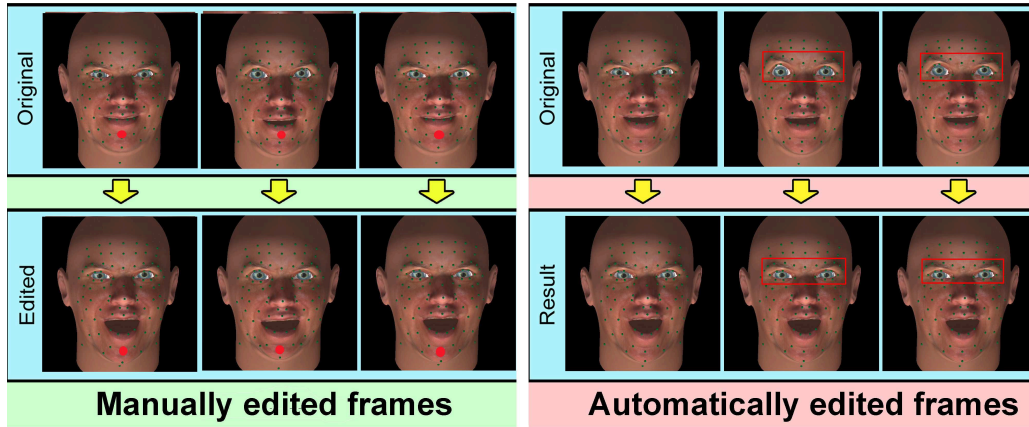 Original
Edited
Manually edited frames
Original
Result
Automatically edited frames